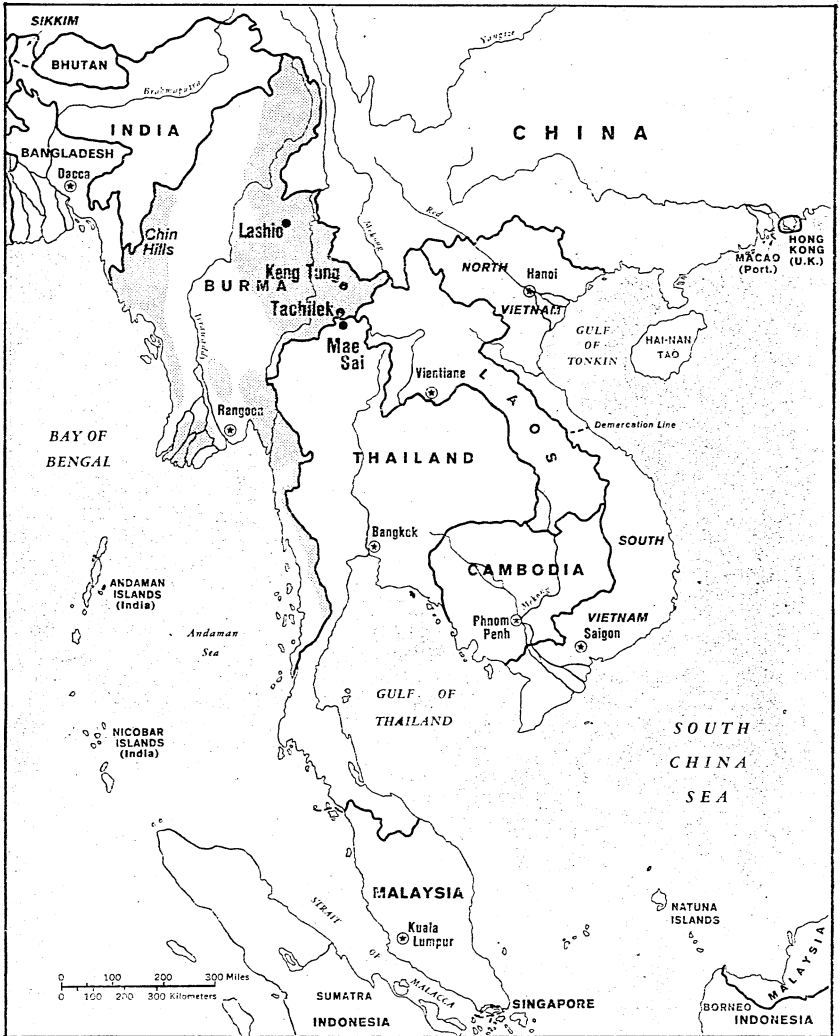 SIKKIM
BHUTAN
Yangtze
Brahmaputra
INDIA
CHINA
BANGLADESH
Dacca
Red
Mekong
Chin
Hills
Lashio
HONG
KONG
(U.K.)
MACAO
(Port.)
NORTH
Hanoi
VIETNAM
Keng Tung
BURMA
Tachilek
Mae
Sai
Irrawaddy
GULF
OF
TONKIN
HAI-NAN
TAO
Vientiane
LAOS
Rangoon
Demarcation Line
BAY OF
BENGAL
THAILAND
Bangkok
SOUTH
VIETNAM
CAMBODIA
Mekong
Phnom
Penh
Saigon
ANDAMAN
ISLANDS
(India)
Andaman
Sea
GULF OF
THAILAND
NICOBAR
ISLANDS
(India)
SOUTH
CHINA
SEA
MALAYSIA
Kuala
Lumpur
NATUNA
ISLANDS
STRAIT OF MALACCA
MALAYSIA
0 100 200 300 Miles
0 100 200 300 Kilometers
SUMATRA
INDONESIA
SINGAPORE
BORNEO
INDONESIA